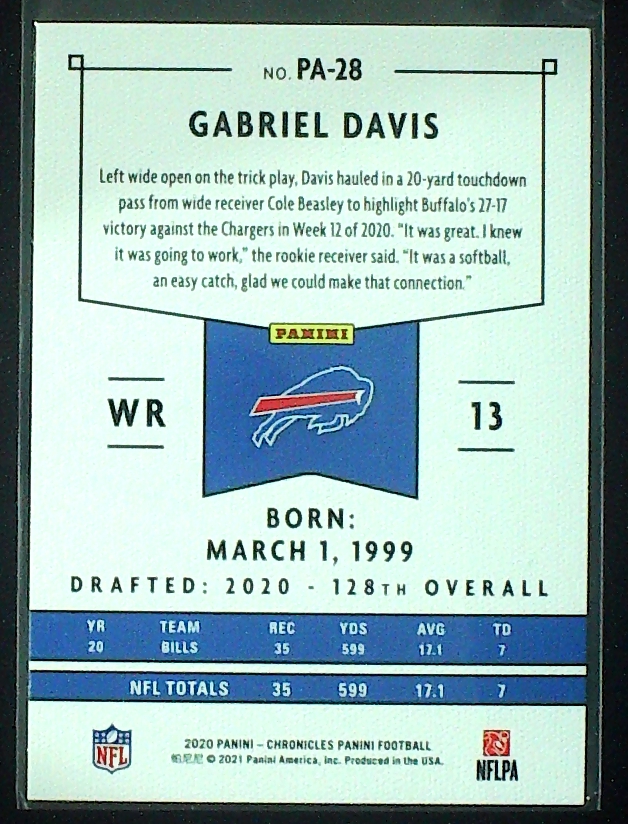 NO. PA-28
GABRIEL DAVIS
Left wide open on the trick play, Davis hauled in a 20-yard touchdown
pass from wide receiver Cole Beasley to highlight Buffalo's 27-17
victory against the Chargers in Week 12 of 2020. "It was great. I knew
it was going to work," the rookie receiver said. "It was a softball,
an easy catch, glad we could make that connection."
PANINI
WR
13
BORN:
MARCH 1, 1999
DRAFTED: 2020 - 128TH OVERALL
YR TEAM REC YDS AVG TD
20 BILLS 35 599 17.1 7
NFL TOTALS 35 599 17.1 7
NFL
2020 PANINI – CHRONICLES PANINI FOOTBALL
帕尼尼 © 2021 Panini America, Inc. Produced in the USA.
NFLPA